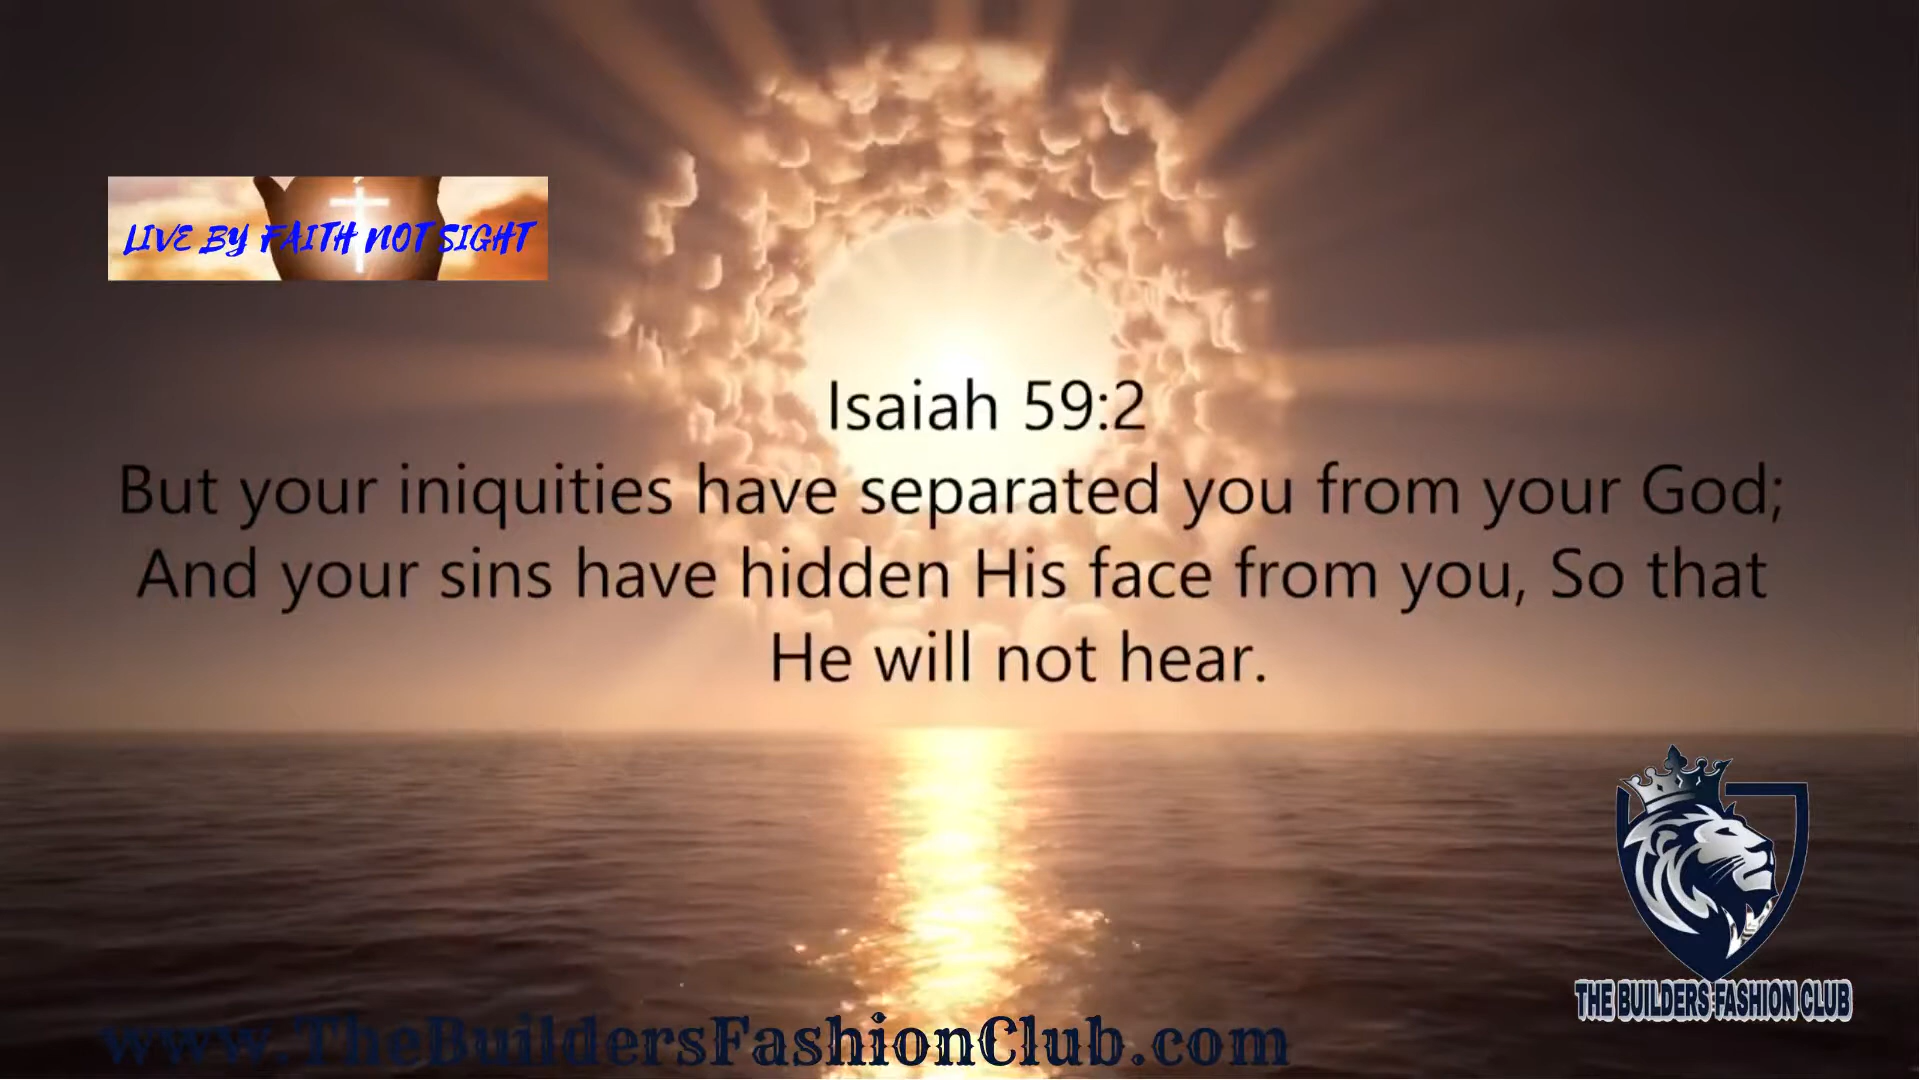 LIVE BY FAITH NOT SIGHT
Isaiah 59:2
But your iniquities have separated you from your God;
And your sins have hidden His face from you, So that
He will not hear.
THE BUILDERS FASHION CLUB
www.TheBuildersFashionClub.com